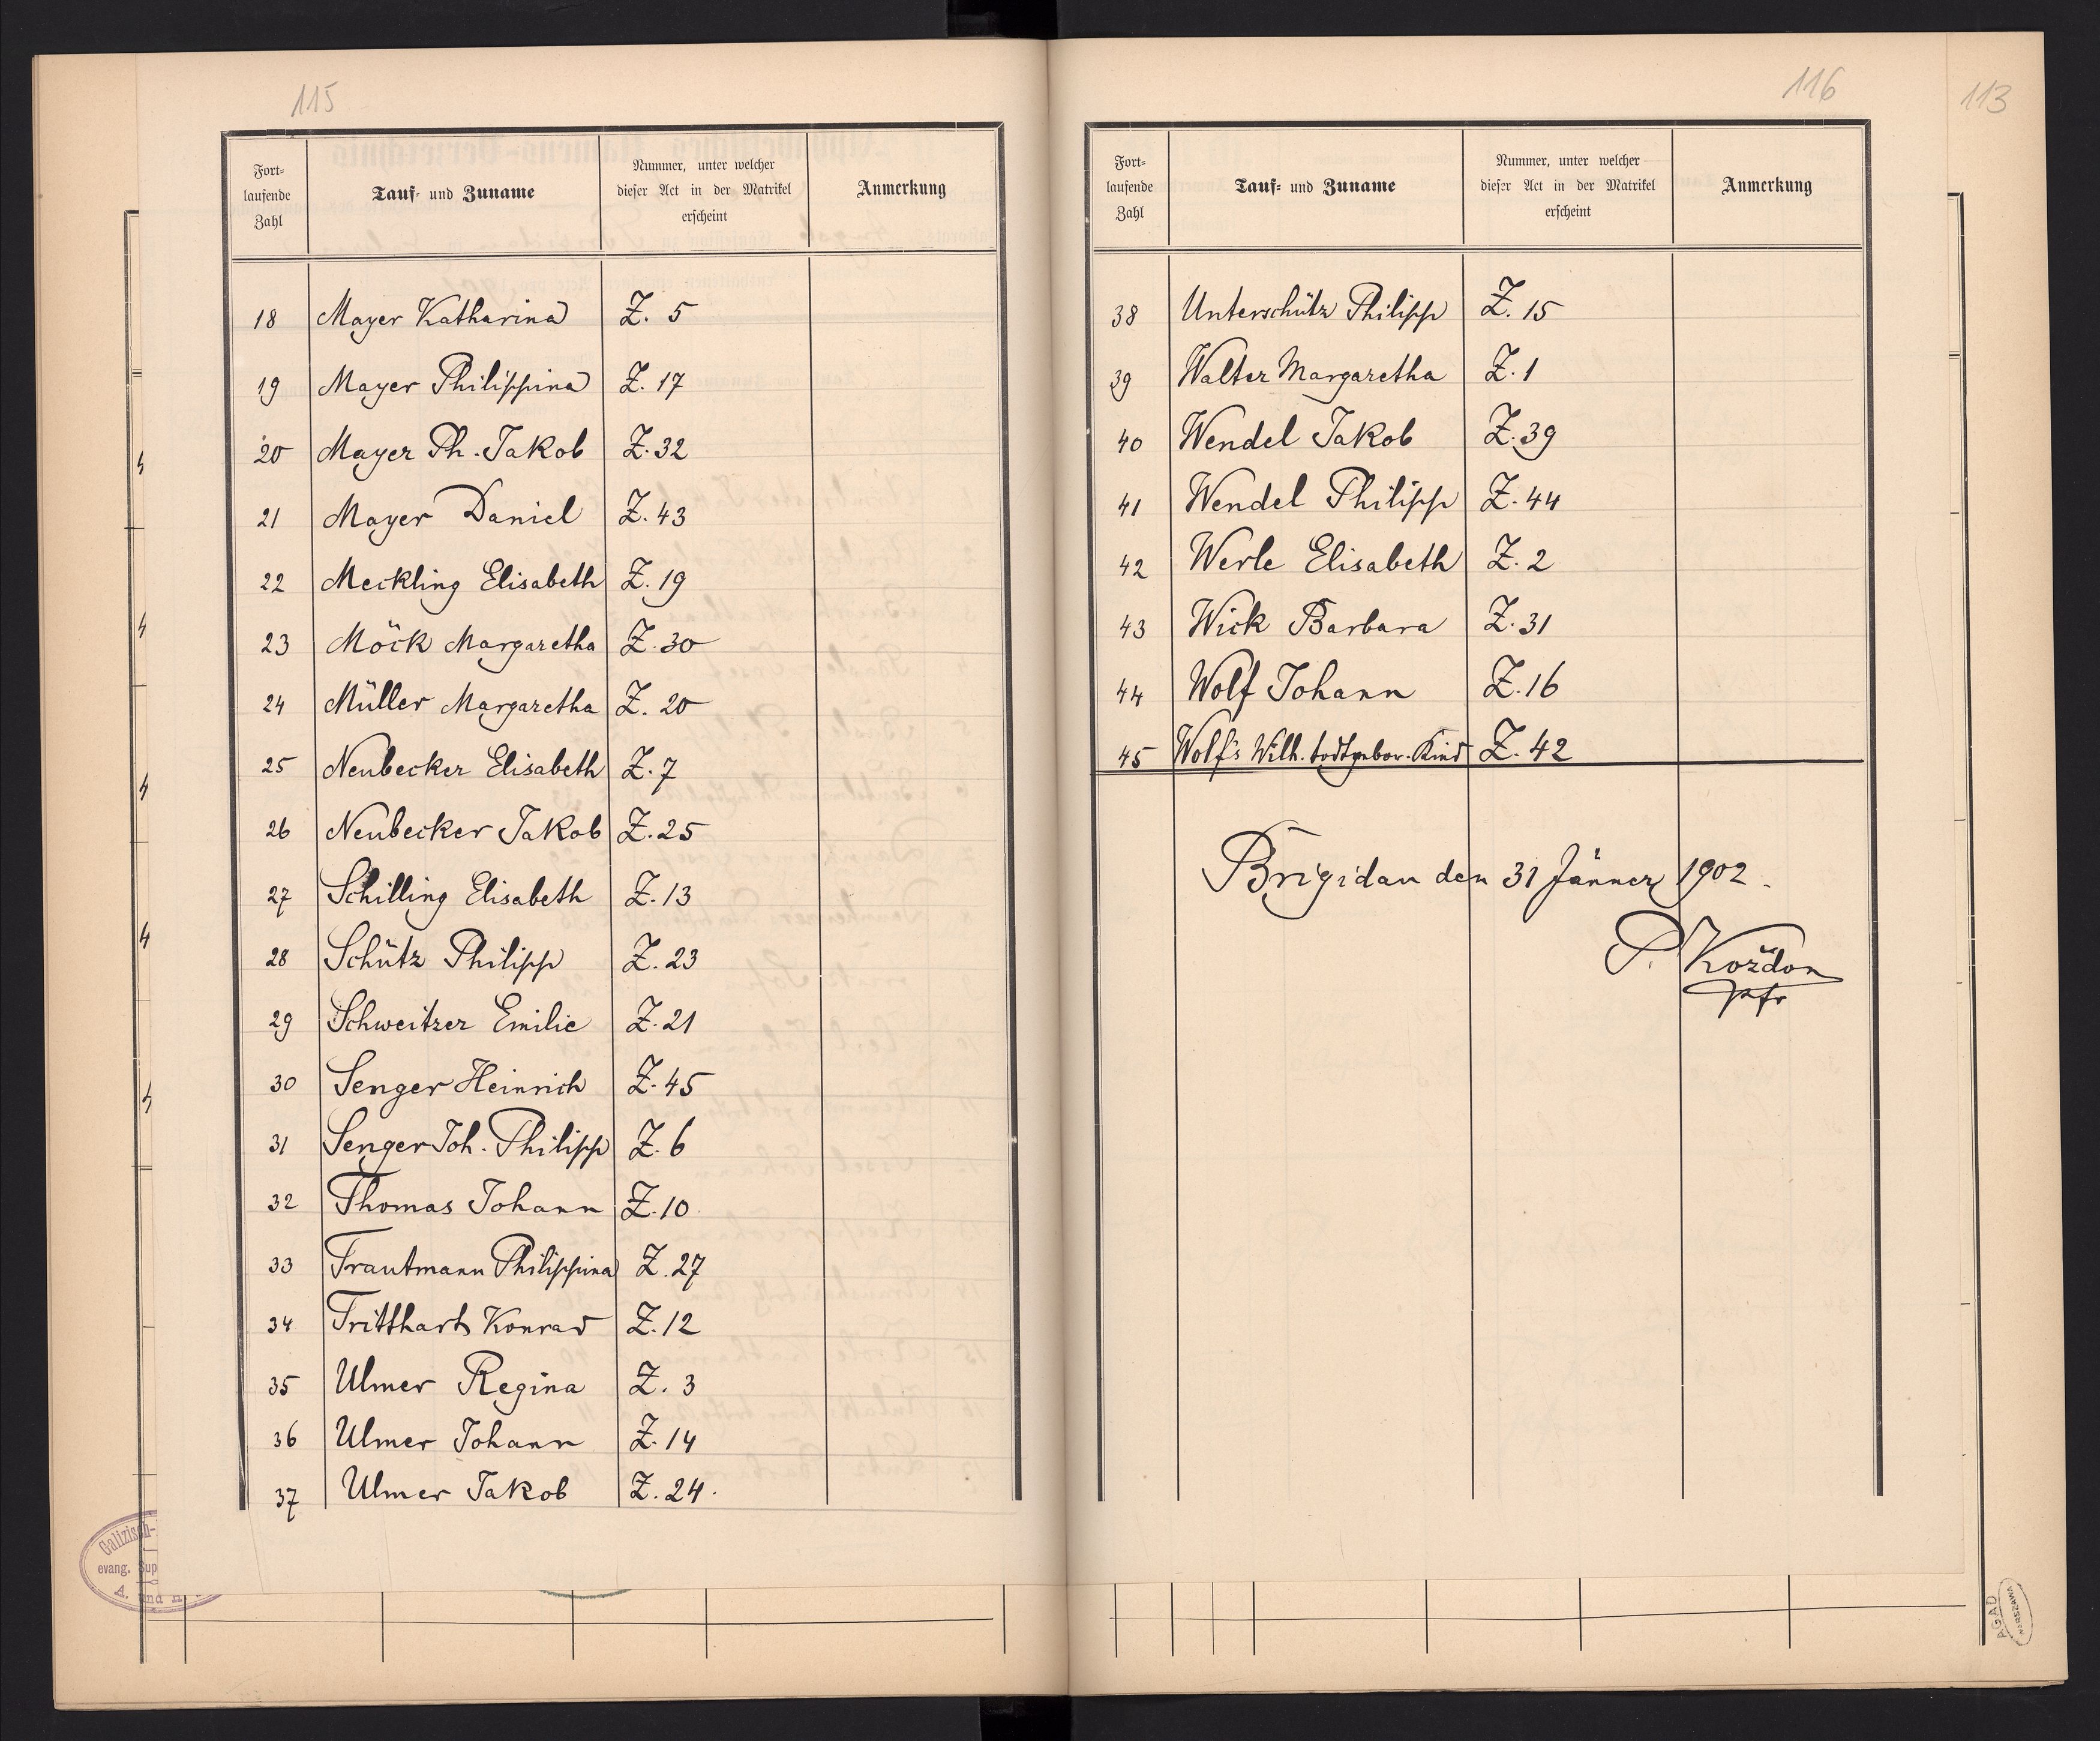 115
Fort-
laufende
Zahl
Tauf- und Zuname
Nummer, unter welcher
dieser Act in der Matrikel
erscheint
Anmerkung
18 Mayer Katharina Z. 5
19 Mayer Philippina Z. 17
20 Mayer Ph. Jakob Z. 32
21 Mayer Daniel Z. 43
22 Meckling Elisabeth Z. 19
23 Möck Margaretha Z. 30
24 Müller Margaretha Z. 20
25 Neubecker Elisabeth Z. 7
26 Neubecker Jakob Z. 25
27 Schilling Elisabeth Z. 13
28 Schütz Philipp Z. 23
29 Schweitzer Emilie Z. 21
30 Senger Heinrich Z. 45
31 Senger Joh. Philipp Z. 6
32 Thomas Johann Z. 10
33 Trautmann Philippina Z. 27
34 Tritthart Konrad Z. 12
35 Ulmer Regina Z. 3
36 Ulmer Johann Z. 14
37 Ulmer Jakob Z. 24.
Galizisch-
evang. Sup
A. und H
116
113
Fort-
laufende
Zahl
Tauf- und Zuname
Nummer, unter welcher
dieser Act in der Matrikel
erscheint
Anmerkung
38 Unterschütz Philipp Z. 15
39 Walter Margaretha Z. 1
40 Wendel Jakob Z. 39
41 Wendel Philipp Z. 44
42 Werle Elisabeth Z. 2
43 Wick Barbara Z. 31
44 Wolf Johann Z. 16
45 Wolf's Wilh. todtgebor. Kind Z. 42
Brigidau den 31 Jänner 1902.
P. Koždon
Pfr
AGAD
WARSZAWA